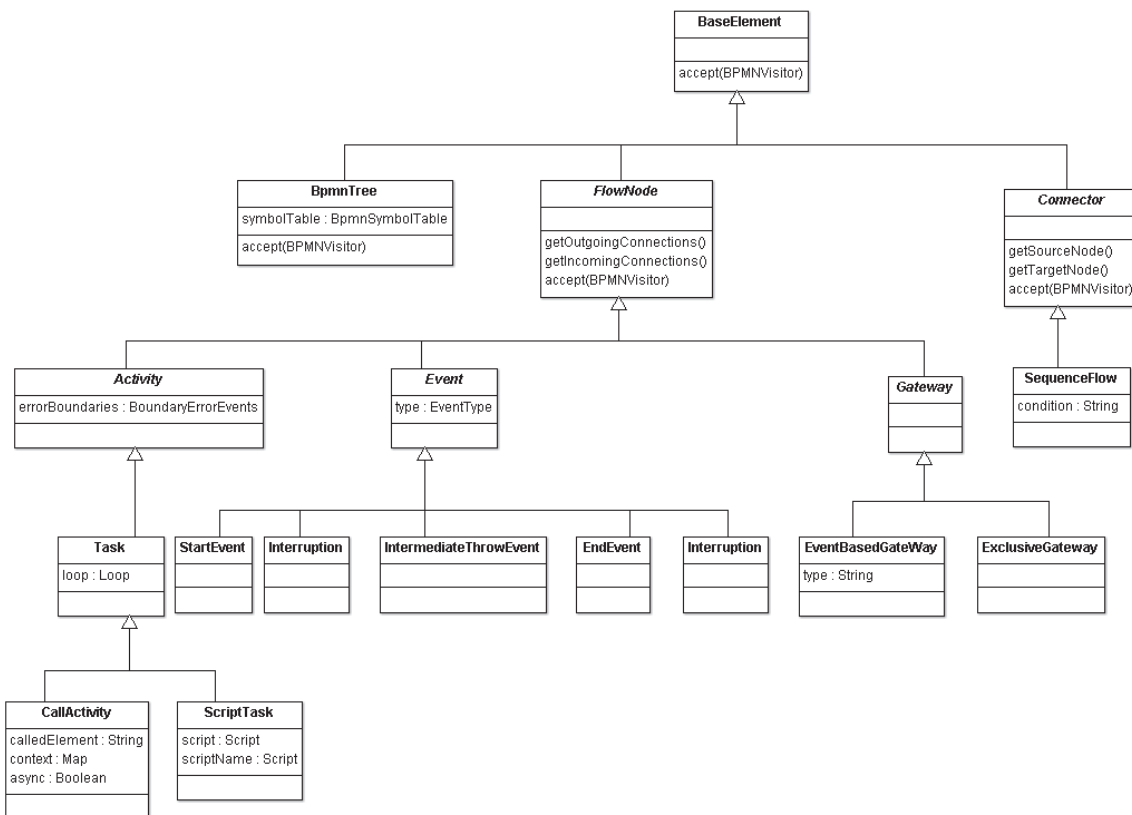 BaseElement
accept(BPMNVisitor)
BpmnTree
symbolTable : BpmnSymbolTable
accept(BPMNVisitor)
FlowNode
getOutgoingConnections()
getIncomingConnections()
accept(BPMNVisitor)
Connector
getSourceNode()
getTargetNode()
accept(BPMNVisitor)
Activity
errorBoundaries : BoundaryErrorEvents
Event
type : EventType
Gateway
SequenceFlow
condition : String
Task
loop : Loop
StartEvent
Interruption
IntermediateThrowEvent
EndEvent
Interruption
EventBasedGateWay
type : String
ExclusiveGateway
CallActivity
calledElement : String
context : Map
async : Boolean
ScriptTask
script : Script
scriptName : Script